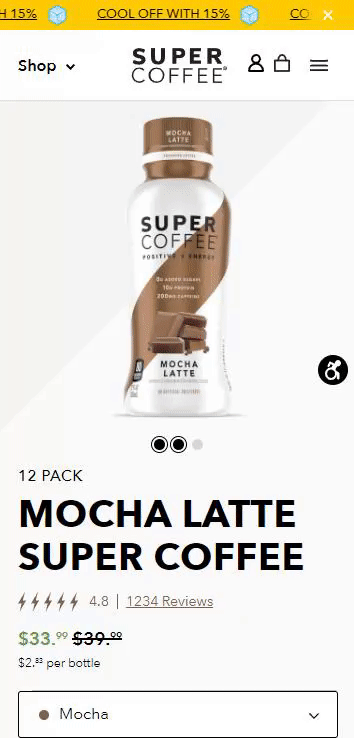 H 15% COOL OFF WITH 15% CO
Shop
SUPER
COFFEE
MOCHA
LATTE
SUPER
COFFEE
POSITIVE ENERGY
0G ADDED SUGARS
10G PROTEIN
200MG CAFFEINE
MOCHA
LATTE
12 PACK
MOCHA LATTE
SUPER COFFEE
4.8 | 1234 Reviews
$33.99 $39.99
$2.83 per bottle
Mocha